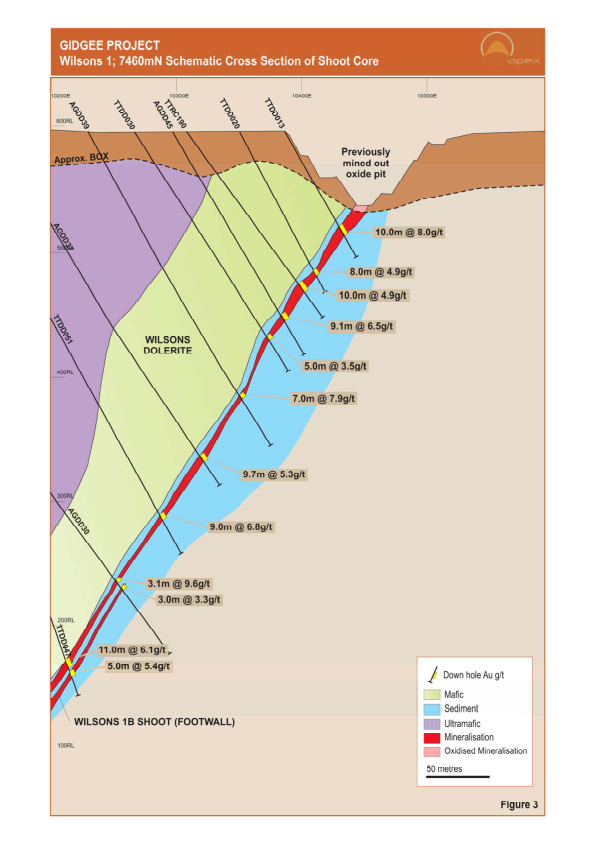 GIDGEE PROJECT
Wilsons 1; 7460mN Schematic Cross Section of Shoot Core
apex
10200E
10300E
10400E
10500E
600RL
AGDD39
TTDD030
AGDD45
TTRC190
TTDD020
TTDD013
Approx. BOX
Previously
mined out
oxide pit
10.0m @ 8.0g/t
8.0m @ 4.9g/t
10.0m @ 4.9g/t
9.1m @ 6.5g/t
WILSONS
DOLERITE
5.0m @ 3.5g/t
400RL
7.0m @ 7.9g/t
9.7m @ 5.3g/t
300RL
AGDD30
9.0m @ 6.8g/t
3.1m @ 9.6g/t
3.0m @ 3.3g/t
200RL
11.0m @ 6.1g/t
5.0m @ 5.4g/t
WILSONS 1B SHOOT (FOOTWALL)
100RL
Down hole Au g/t
Mafic
Sediment
Ultramafic
Mineralisation
Oxidised Mineralisation
50 metres
Figure 3